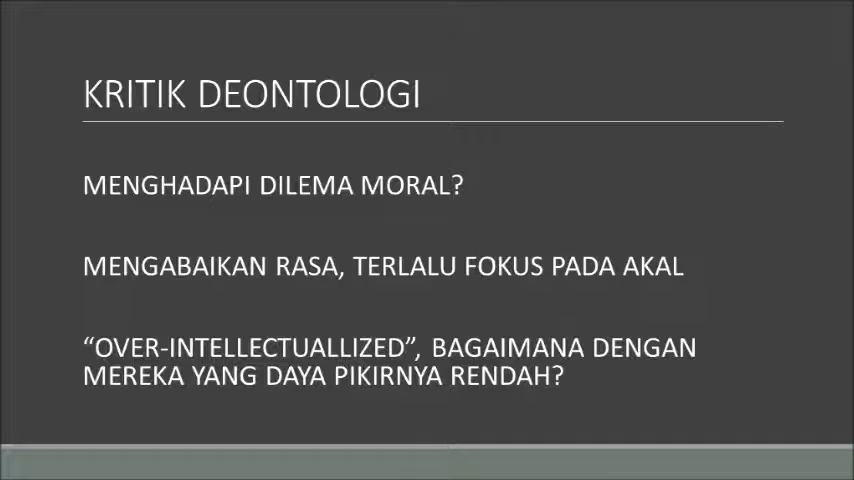 KRITIK DEONTOLOGI
MENGHADAPI DILEMA MORAL?
MENGABAIKAN RASA, TERLALU FOKUS PADA AKAL
“OVER-INTELLECTUALLIZED”, BAGAIMANA DENGAN
MEREKA YANG DAYA PIKIRNYA RENDAH?